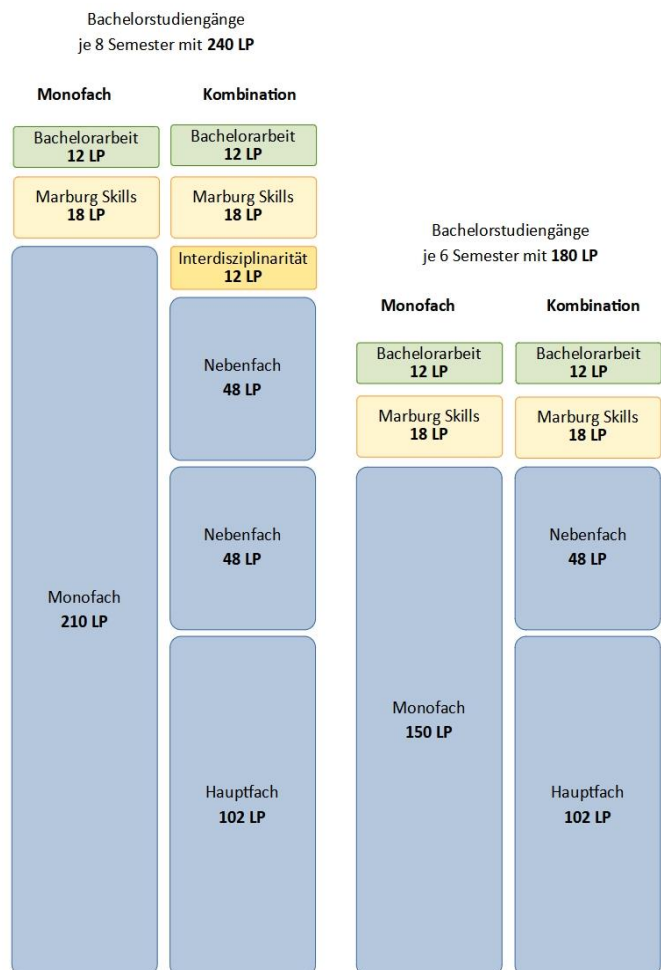 Bachelorstudiengänge
je 8 Semester mit 240 LP
Monofach
Bachelorarbeit
12 LP
Marburg Skills
18 LP
Monofach
210 LP
Kombination
Bachelorarbeit
12 LP
Marburg Skills
18 LP
Interdisziplinarität
12 LP
Nebenfach
48 LP
Nebenfach
48 LP
Hauptfach
102 LP
Bachelorstudiengänge
je 6 Semester mit 180 LP
Monofach
Bachelorarbeit
12 LP
Marburg Skills
18 LP
Monofach
150 LP
Kombination
Bachelorarbeit
12 LP
Marburg Skills
18 LP
Nebenfach
48 LP
Hauptfach
102 LP